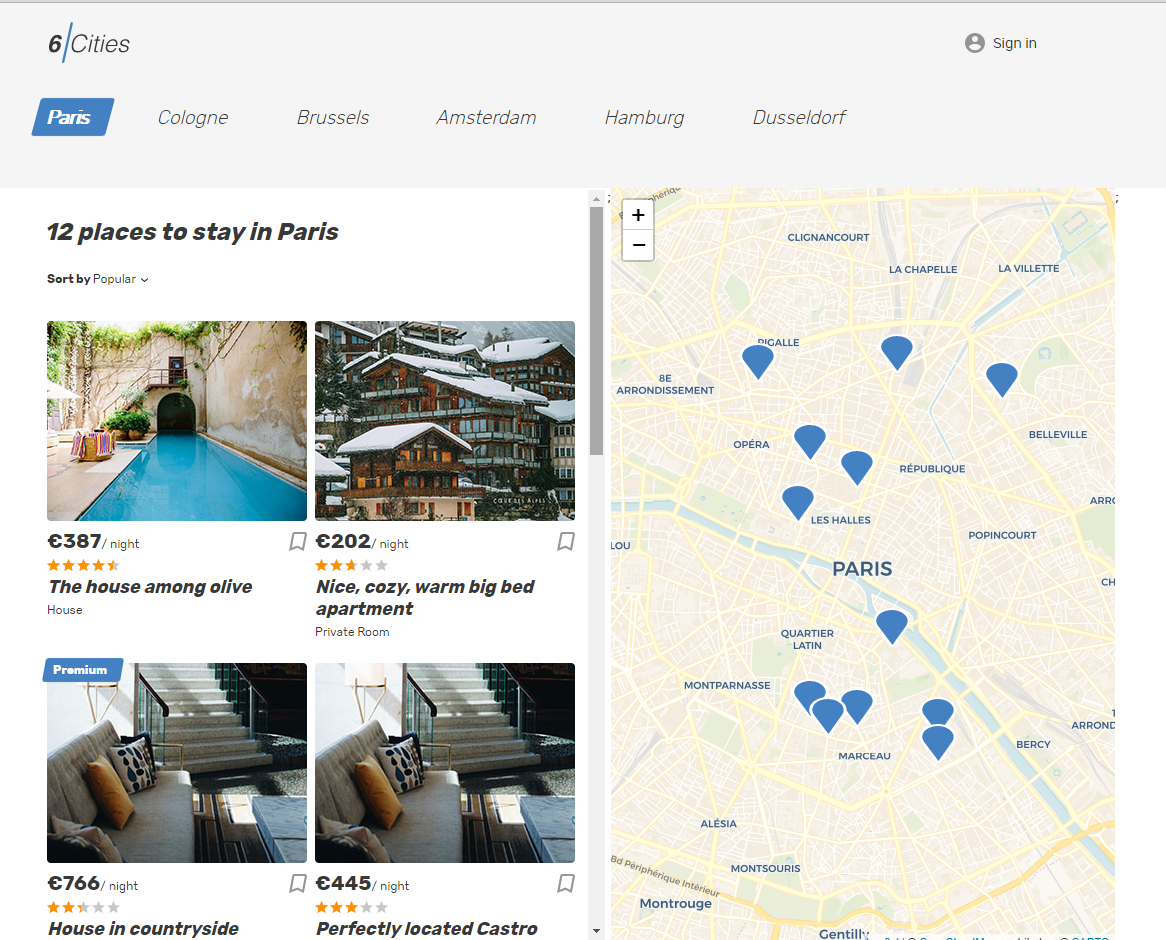 6 Cities
Sign in
Paris
Cologne
Brussels
Amsterdam
Hamburg
Dusseldorf
12 places to stay in Paris
Sort by Popular
€387/ night
The house among olive
House
COEUR DES ALPES
€202/ night
Nice, cozy, warm big bed
apartment
Private Room
Premium
€766/ night
House in countryside
€445/ night
Perfectly located Castro
;
+
−
;
CLIGNANCOURT
LA CHAPELLE
LA VILLETTE
PIGALLE
8E
ARRONDISSEMENT
OPÉRA
BELLEVILLE
RÉPUBLIQUE
ARRO
LES HALLES
POPINCOURT
LOU
PARIS
CH
QUARTIER
LATIN
MONTPARNASSE
ARROND
MARCEAU
BERCY
ALÉSIA
Bd Périphérique Intérieur
MONTSOURIS
Montrouge
Gentilly